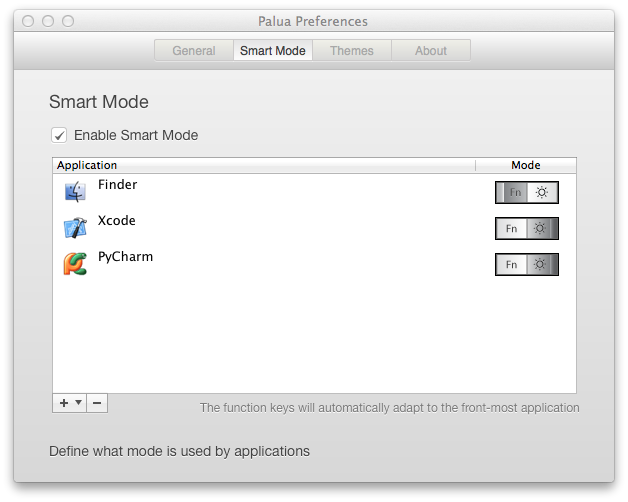 Palua Preferences
General Smart Mode Themes About
Smart Mode
Enable Smart Mode
Application Mode
Finder Fn
Xcode Fn
PyCharm Fn
The function keys will automatically adapt to the front-most application
Define what mode is used by applications